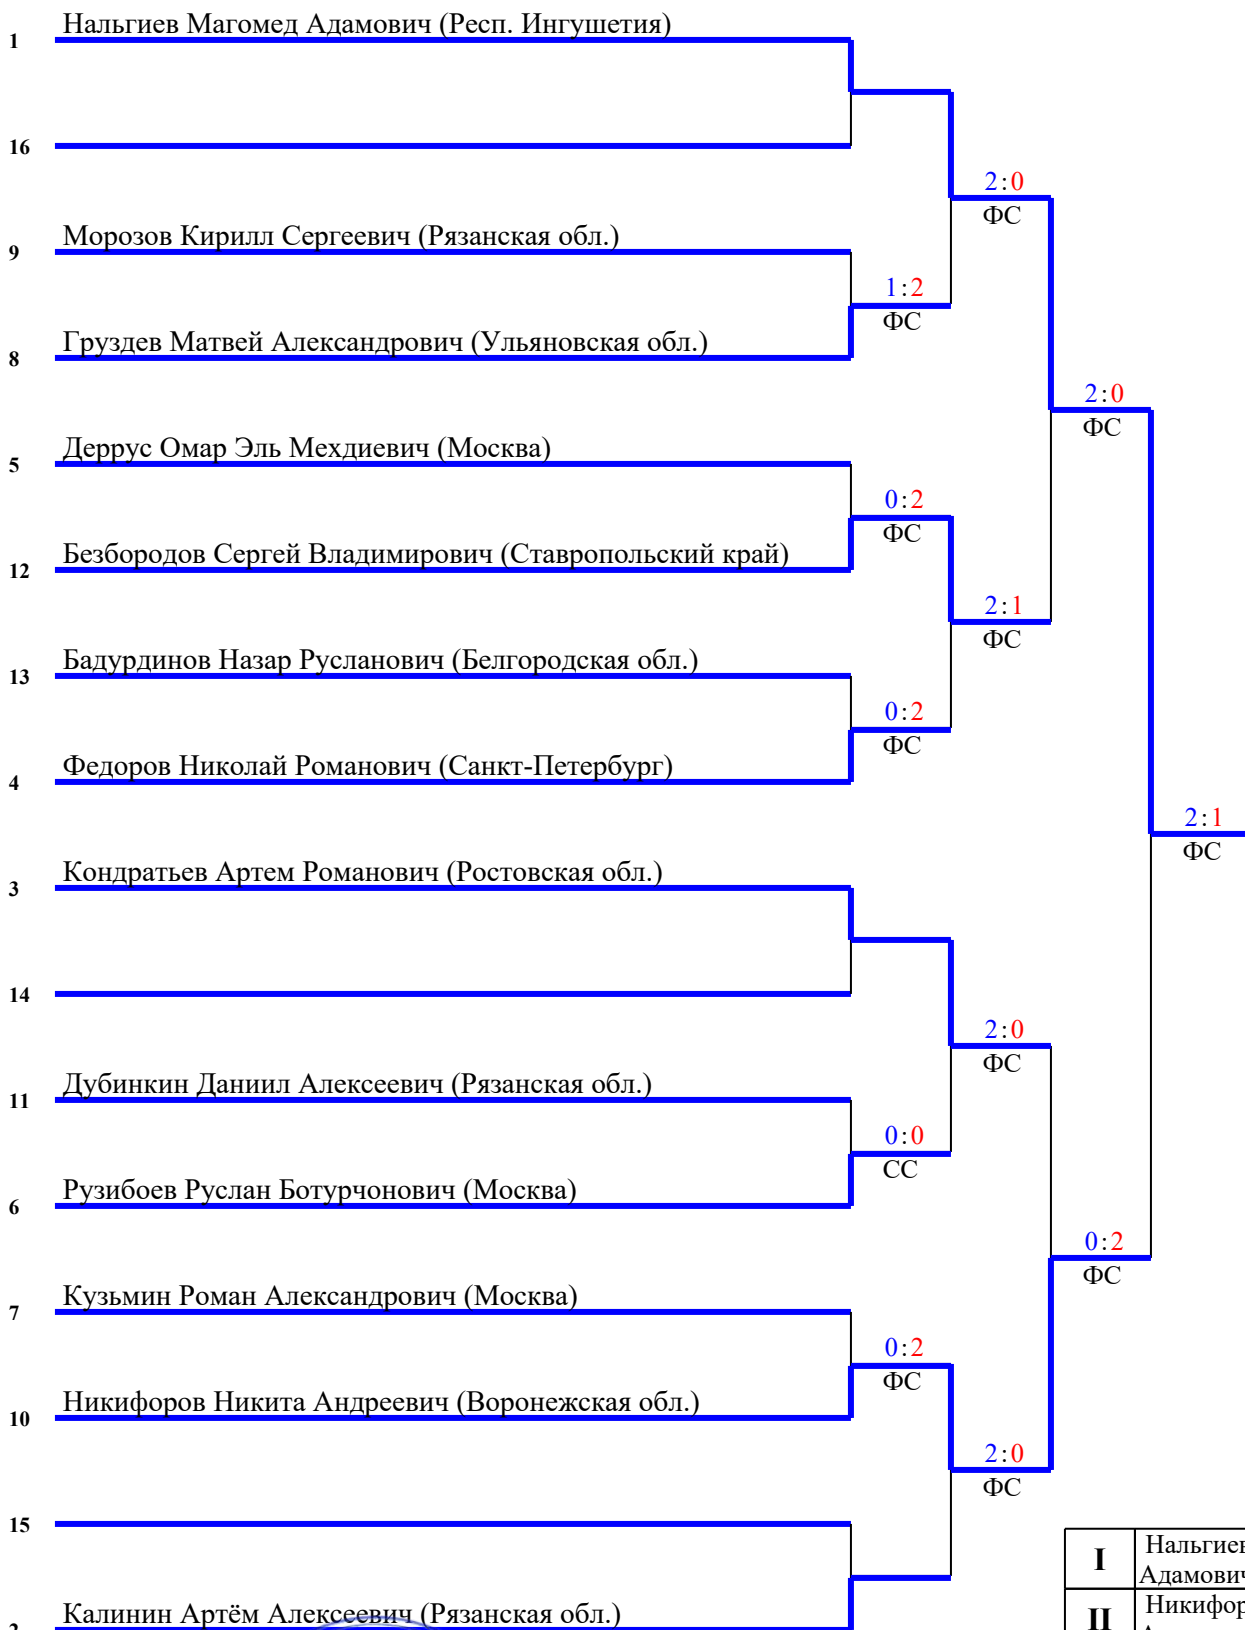 Нальгиев Магомед Адамович (Респ. Ингушетия)
1
16
2:0
ФС
Морозов Кирилл Сергеевич (Рязанская обл.)
9
1:2
ФС
Груздев Матвей Александрович (Ульяновская обл.)
8
2:0
ФС
Деррус Омар Эль Мехдиевич (Москва)
5
0:2
ФС
Безбородов Сергей Владимирович (Ставропольский край)
12
2:1
ФС
Бадурдинов Назар Русланович (Белгородская обл.)
13
0:2
ФС
Федоров Николай Романович (Санкт-Петербург)
4
2:1
ФС
Кондратьев Артем Романович (Ростовская обл.)
3
14
2:0
ФС
Дубинкин Даниил Алексеевич (Рязанская обл.)
11
0:0
СС
Рузибоев Руслан Ботурчонович (Москва)
6
0:2
ФС
Кузьмин Роман Александрович (Москва)
7
0:2
ФС
Никифоров Никита Андреевич (Воронежская обл.)
10
2:0
ФС
15
I
Нальгиев
Адамович
Калинин Артём Алексеевич (Рязанская обл.)
II
Никифор